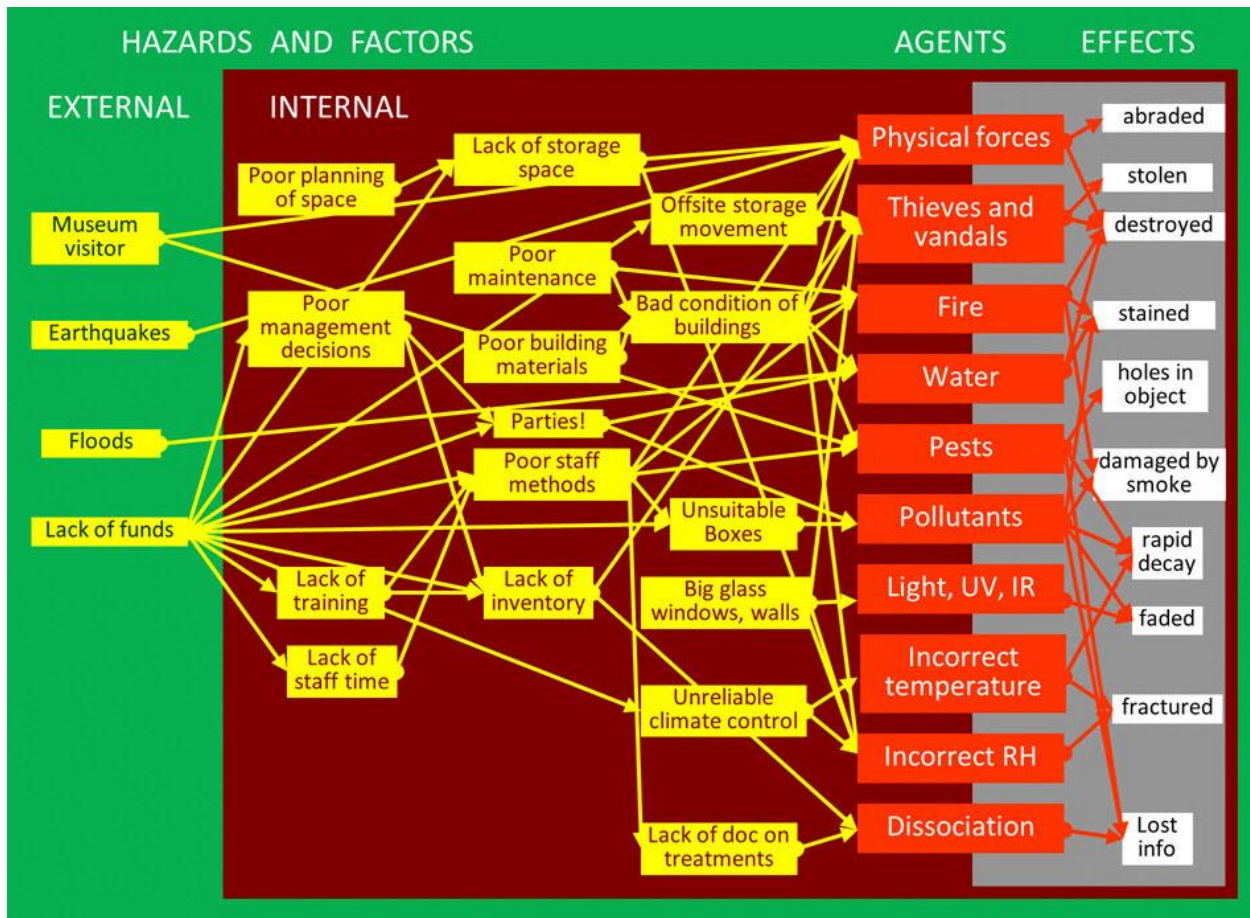 HAZARDS AND FACTORS
AGENTS
EFFECTS
EXTERNAL
INTERNAL
Museum
visitor
Earthquakes
Floods
Lack of funds
Poor planning
of space
Poor
management
decisions
Lack of
training
Lack of
staff time
Lack of storage
space
Poor
maintenance
Poor building
materials
Parties!
Poor staff
methods
Lack of
inventory
Offsite storage
movement
Bad condition of
buildings
Unsuitable
Boxes
Big glass
windows, walls
Unreliable
climate control
Lack of doc on
treatments
Physical forces
Thieves and
vandals
Fire
Water
Pests
Pollutants
Light, UV, IR
Incorrect
temperature
Incorrect RH
Dissociation
abraded
stolen
destroyed
stained
holes in
object
damaged by
smoke
rapid
decay
faded
fractured
Lost
info